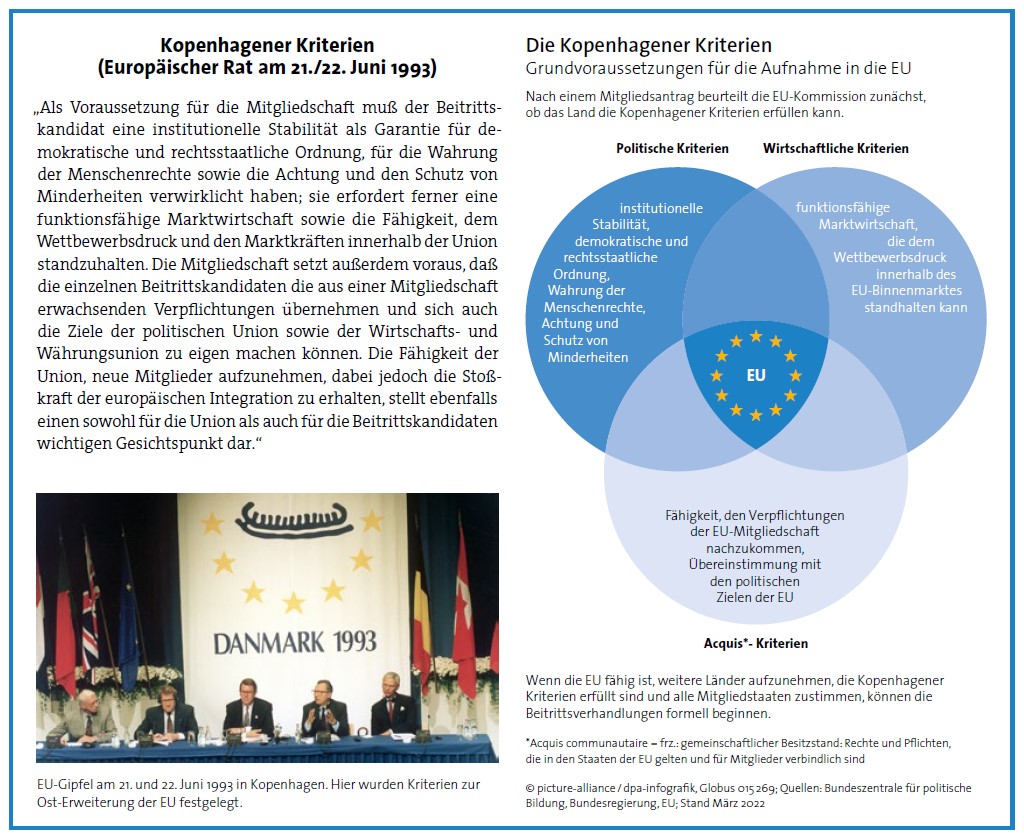 Kopenhagener Kriterien
(Europäischer Rat am 21./22. Juni 1993)
„Als Voraussetzung für die Mitgliedschaft muß der Beitritts-
kandidat eine institutionelle Stabilität als Garantie für de-
mokratische und rechtsstaatliche Ordnung, für die Wahrung
der Menschenrechte sowie die Achtung und den Schutz von
Minderheiten verwirklicht haben; sie erfordert ferner eine
funktionsfähige Marktwirtschaft sowie die Fähigkeit, dem
Wettbewerbsdruck und den Marktkräften innerhalb der Union
standzuhalten. Die Mitgliedschaft setzt außerdem voraus, daß
die einzelnen Beitrittskandidaten die aus einer Mitgliedschaft
erwachsenden Verpflichtungen übernehmen und sich auch
die Ziele der politischen Union sowie der Wirtschafts- und
Währungsunion zu eigen machen können. Die Fähigkeit der
Union, neue Mitglieder aufzunehmen, dabei jedoch die Stoß-
kraft der europäischen Integration zu erhalten, stellt ebenfalls
einen sowohl für die Union als auch für die Beitrittskandidaten
wichtigen Gesichtspunkt dar.“
DANMARK 1993
EU-Gipfel am 21. und 22. Juni 1993 in Kopenhagen. Hier wurden Kriterien zur
Ost-Erweiterung der EU festgelegt.
Die Kopenhagener Kriterien
Grundvoraussetzungen für die Aufnahme in die EU
Nach einem Mitgliedsantrag beurteilt die EU-Kommission zunächst,
ob das Land die Kopenhagener Kriterien erfüllen kann.
Politische Kriterien
institutionelle
Stabilität,
demokratische und
rechtsstaatliche
Ordnung,
Wahrung der
Menschenrechte,
Achtung und
Schutz von
Minderheiten
Wirtschaftliche Kriterien
funktionsfähige
Marktwirtschaft,
die dem
Wettbewerbsdruck
innerhalb des
EU-Binnenmarktes
standhalten kann
EU
Fähigkeit, den Verpflichtungen
der EU-Mitgliedschaft
nachzukommen,
Übereinstimmung mit
den politischen
Zielen der EU
Acquis*- Kriterien
Wenn die EU fähig ist, weitere Länder aufzunehmen, die Kopenhagener
Kriterien erfüllt sind und alle Mitgliedstaaten zustimmen, können die
Beitrittsverhandlungen formell beginnen.
*Acquis communautaire – frz.: gemeinschaftlicher Besitzstand: Rechte und Pflichten,
die in den Staaten der EU gelten und für Mitglieder verbindlich sind
© picture-alliance / dpa-infografik, Globus 015 269; Quellen: Bundeszentrale für politische
Bildung, Bundesregierung, EU; Stand März 2022